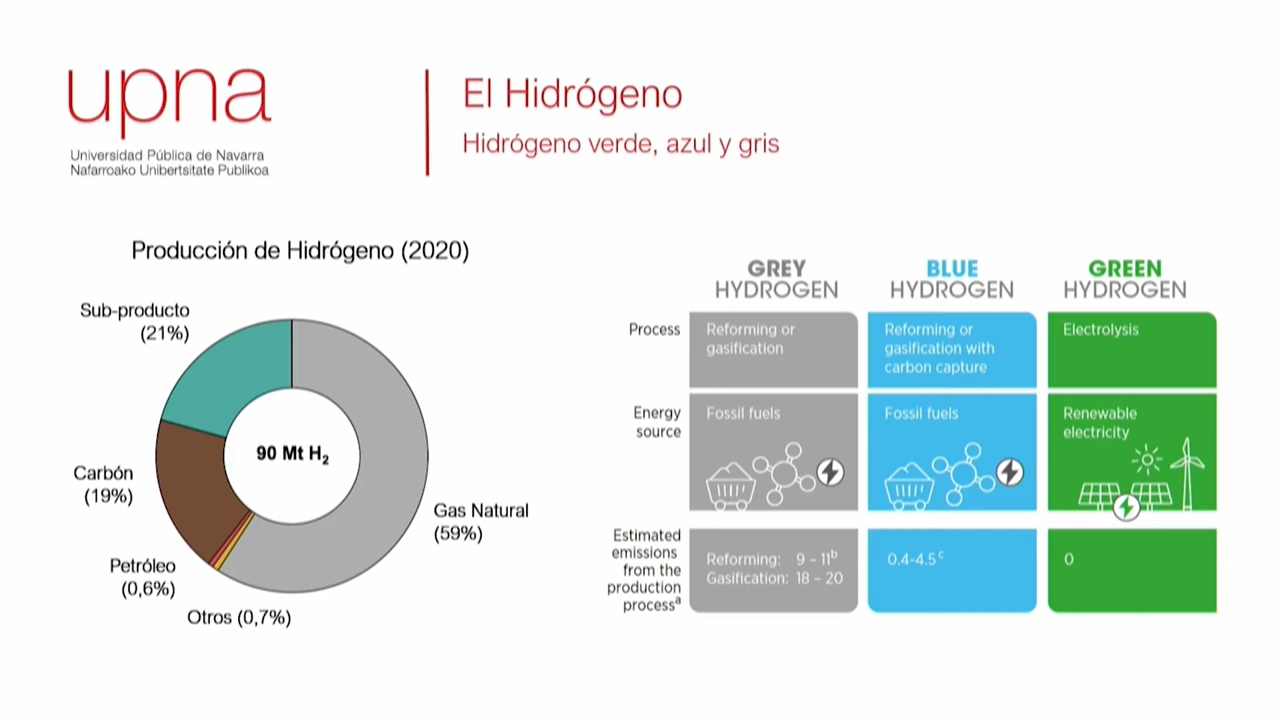 upna
Universidad Pública de Navarra
Nafarroako Unibertsitate Publikoa
El Hidrógeno
Hidrógeno verde, azul y gris
Producción de Hidrógeno (2020)
Sub-producto
(21%)
Carbón
(19%)
Petróleo
(0,6%)
Otros (0,7%)
Gas Natural
(59%)
90 Mt H₂
GREY
HYDROGEN
BLUE
HYDROGEN
GREEN
HYDROGEN
Process
Reforming or
gasification
Reforming or
gasification with
carbon capture
Electrolysis
Energy
source
Fossil fuels
Fossil fuels
Renewable
electricity
Estimated
emissions
from the
production
processᵃ
Reforming: 9 – 11ᵇ
Gasification: 18 – 20
0.4-4.5ᶜ
0